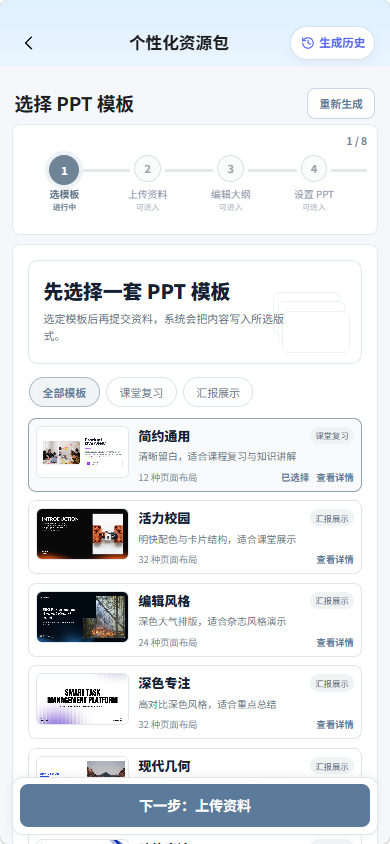 个性化资源包
生成历史
选择 PPT 模板
重新生成
1 / 8
1
2
3
4
选模板
上传资料
编辑大纲
设置 PPT
进行中
可进入
可进入
可进入
先选择一套 PPT 模板
选定模板后再提交资料，系统会把内容写入所选版
式。
全部模板
课堂复习
汇报展示
简约通用
课堂复习
清晰留白，适合课程复习与知识讲解
12 种页面布局
已选择
查看详情
INTRODUCTION
活力校园
汇报展示
明快配色与卡片结构，适合课堂展示
32 种页面布局
查看详情
编辑风格
汇报展示
深色大气排版，适合杂志风格演示
24 种页面布局
查看详情
SMART TASK
MANAGEMENT PLATFORM
深色专注
汇报展示
高对比深色风格，适合重点总结
32 种页面布局
查看详情
现代几何
汇报展示
下一步：上传资料